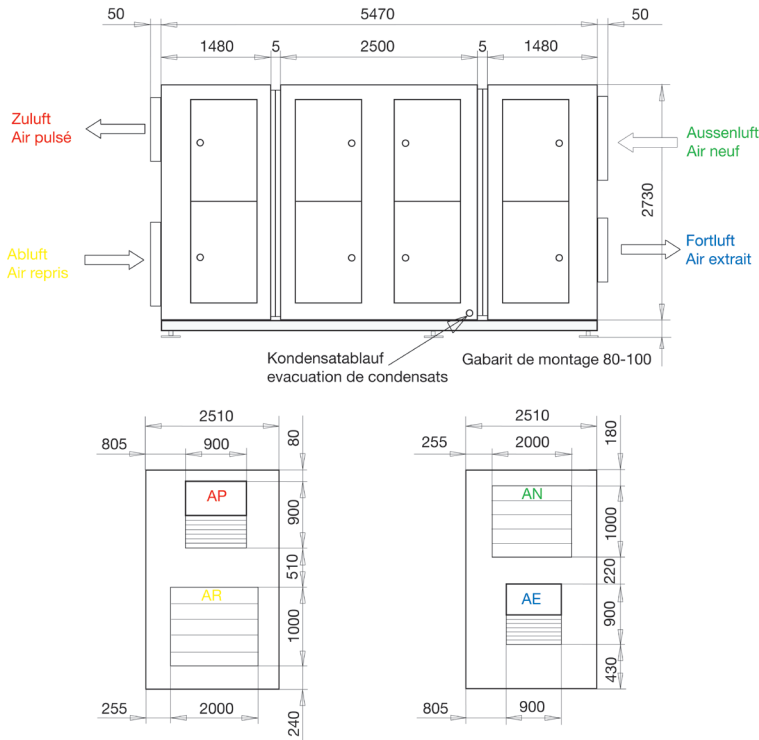 50 5470 50
1480 5 2500 5 1480
Zuluft
Air pulsé
Aussenluft
Air neuf
2730
Abluft
Air repris
Fortluft
Air extrait
Kondensatablauf
evacuation de condensats
Gabarit de montage 80-100
2510
805 900
80
AP
900
510
AR
1000
255 2000
240
2510
255 2000
180
AN
1000
220
AE
900
430
805 900